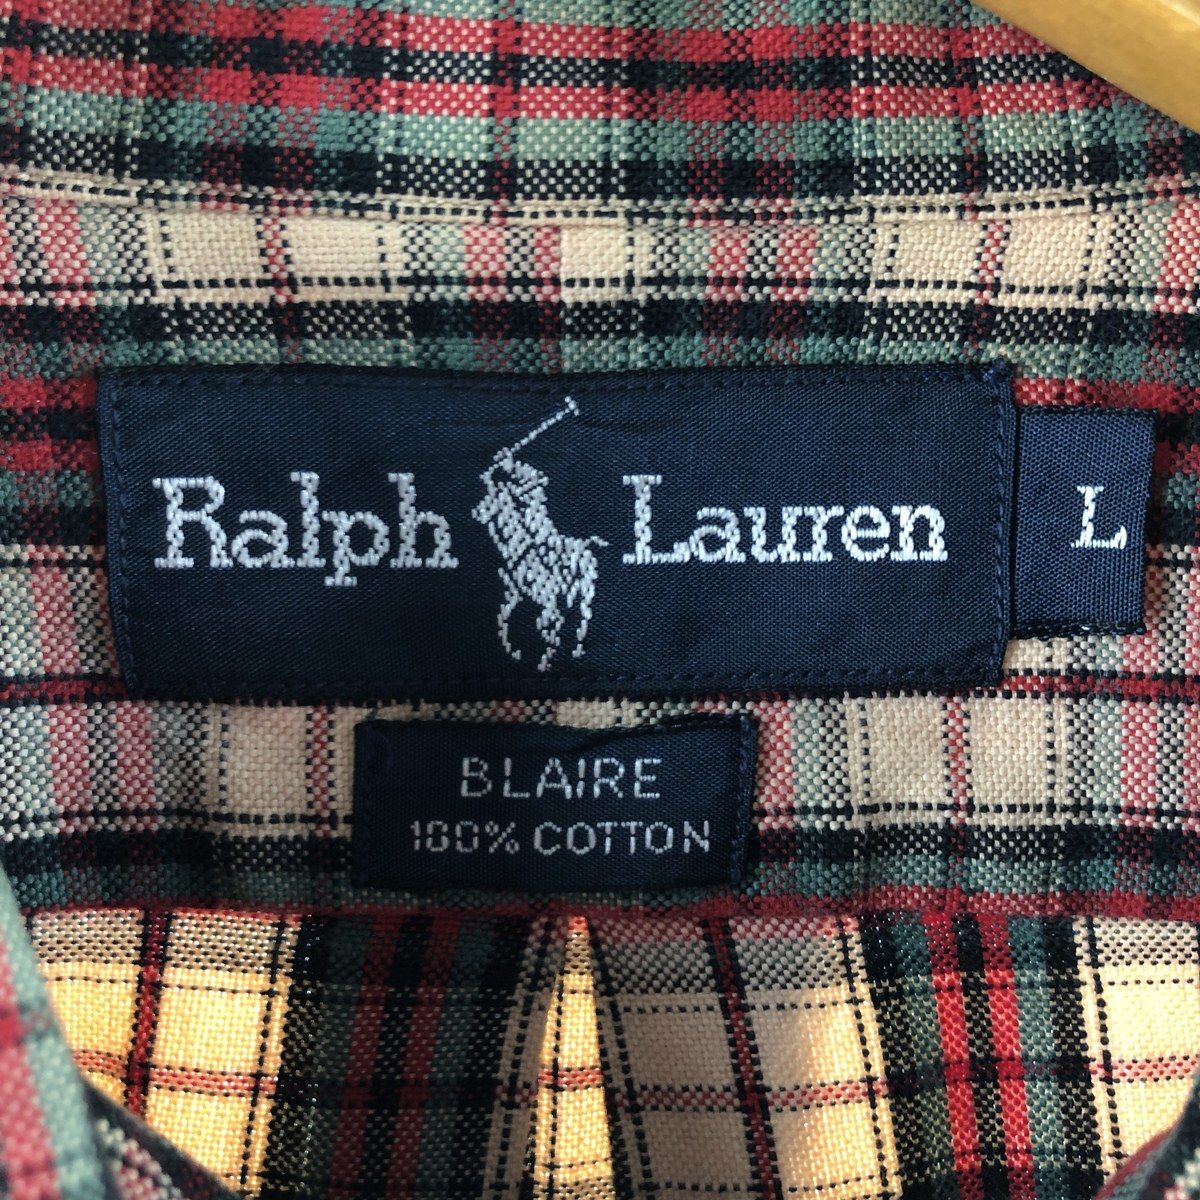 Ralph Lauren
L
BLAIRE
100% COTTON